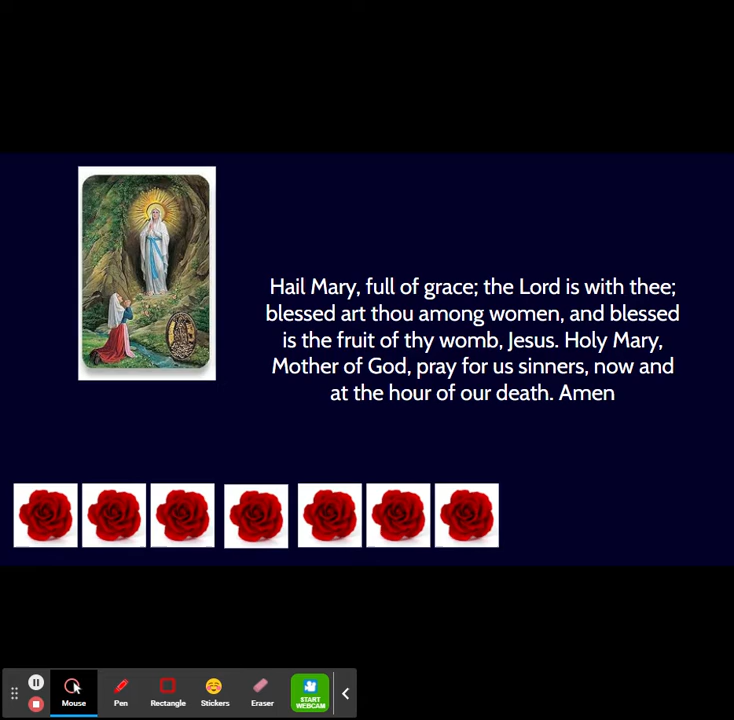 Hail Mary, full of grace; the Lord is with thee;
blessed art thou among women, and blessed
is the fruit of thy womb, Jesus. Holy Mary,
Mother of God, pray for us sinners, now and
at the hour of our death. Amen
Mouse
Pen
Rectangle
Stickers
Eraser
START
WEBCAM